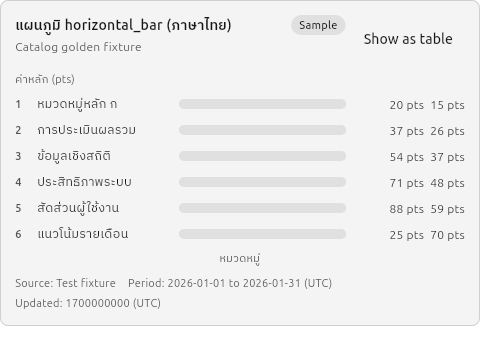 แผนภูมิ horizontal_bar (ภาษาไทย)
Sample
Show as table
Catalog golden fixture
ค่าหลัก (pts)
1 หมวดหมู่หลัก ก 20 pts 15 pts
2 การประเมินผลรวม 37 pts 26 pts
3 ข้อมูลเชิงสถิติ 54 pts 37 pts
4 ประสิทธิภาพระบบ 71 pts 48 pts
5 สัดส่วนผู้ใช้งาน 88 pts 59 pts
6 แนวโน้มรายเดือน 25 pts 70 pts
หมวดหมู่
Source: Test fixture Period: 2026-01-01 to 2026-01-31 (UTC)
Updated: 1700000000 (UTC)